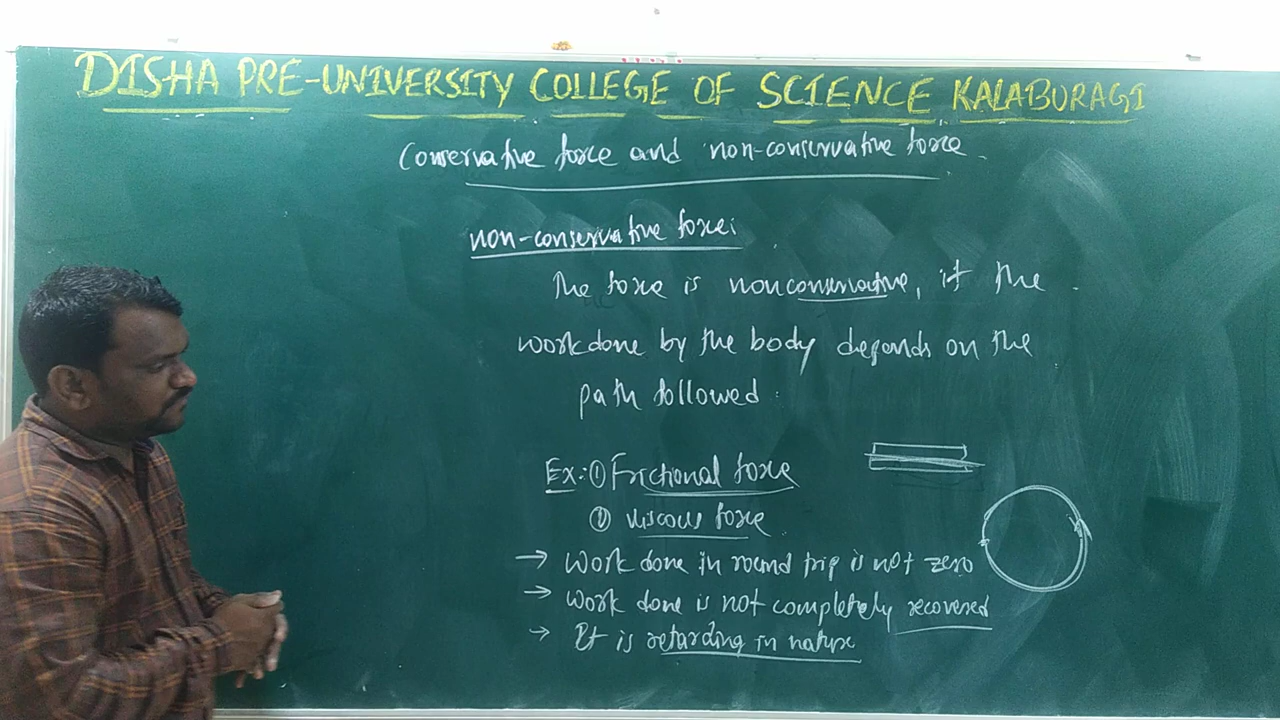 DISHA PRE-UNIVERSITY COLLEGE OF SCIENCE KALABURAGI
Conservative force and non-conservative force.
non-conservative force:
The force is nonconservative, if the
workdone by the body depends on the
path followed.
Ex: ① Frictional force
② viscous force
→ Work done in round trip is not zero
→ Work done is not completely recovered
→ It is retarding in nature